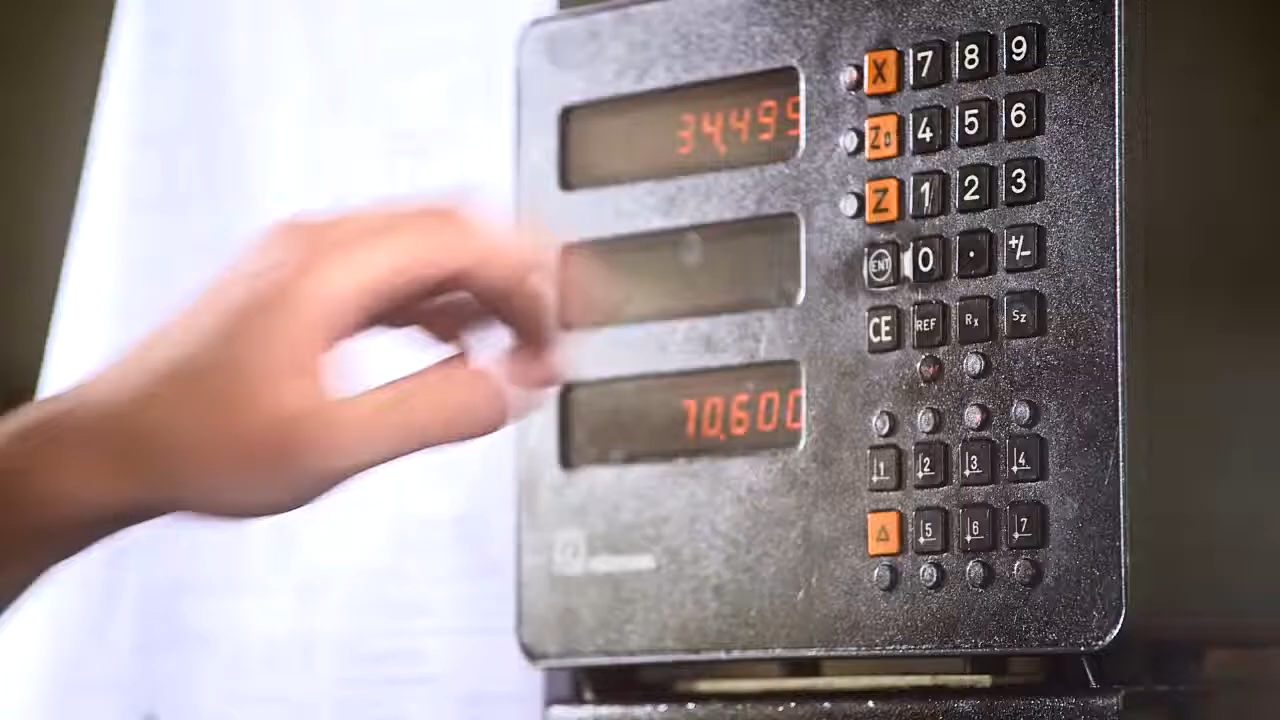 34,499
10,600
X 7 8 9
Z0 4 5 6
Z 1 2 3
ENT 0 . +/-
CE REF Rx Sz
1 2 3 4
Δ 5 6 7